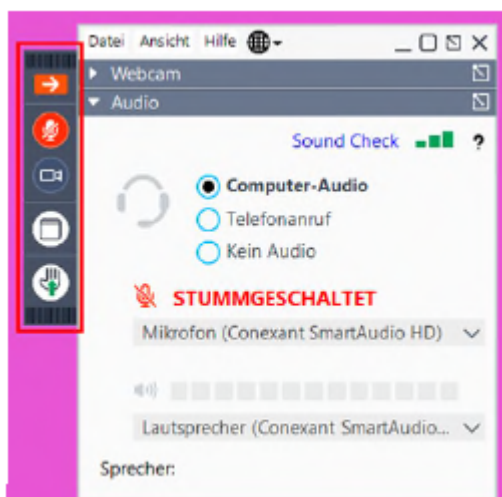 Datei Ansicht Hilfe
Webcam
Audio
Sound Check ?
Computer-Audio
Telefonanruf
Kein Audio
STUMMGESCHALTET
Mikrofon (Conexant SmartAudio HD)
Lautsprecher (Conexant SmartAudio...
Sprecher: